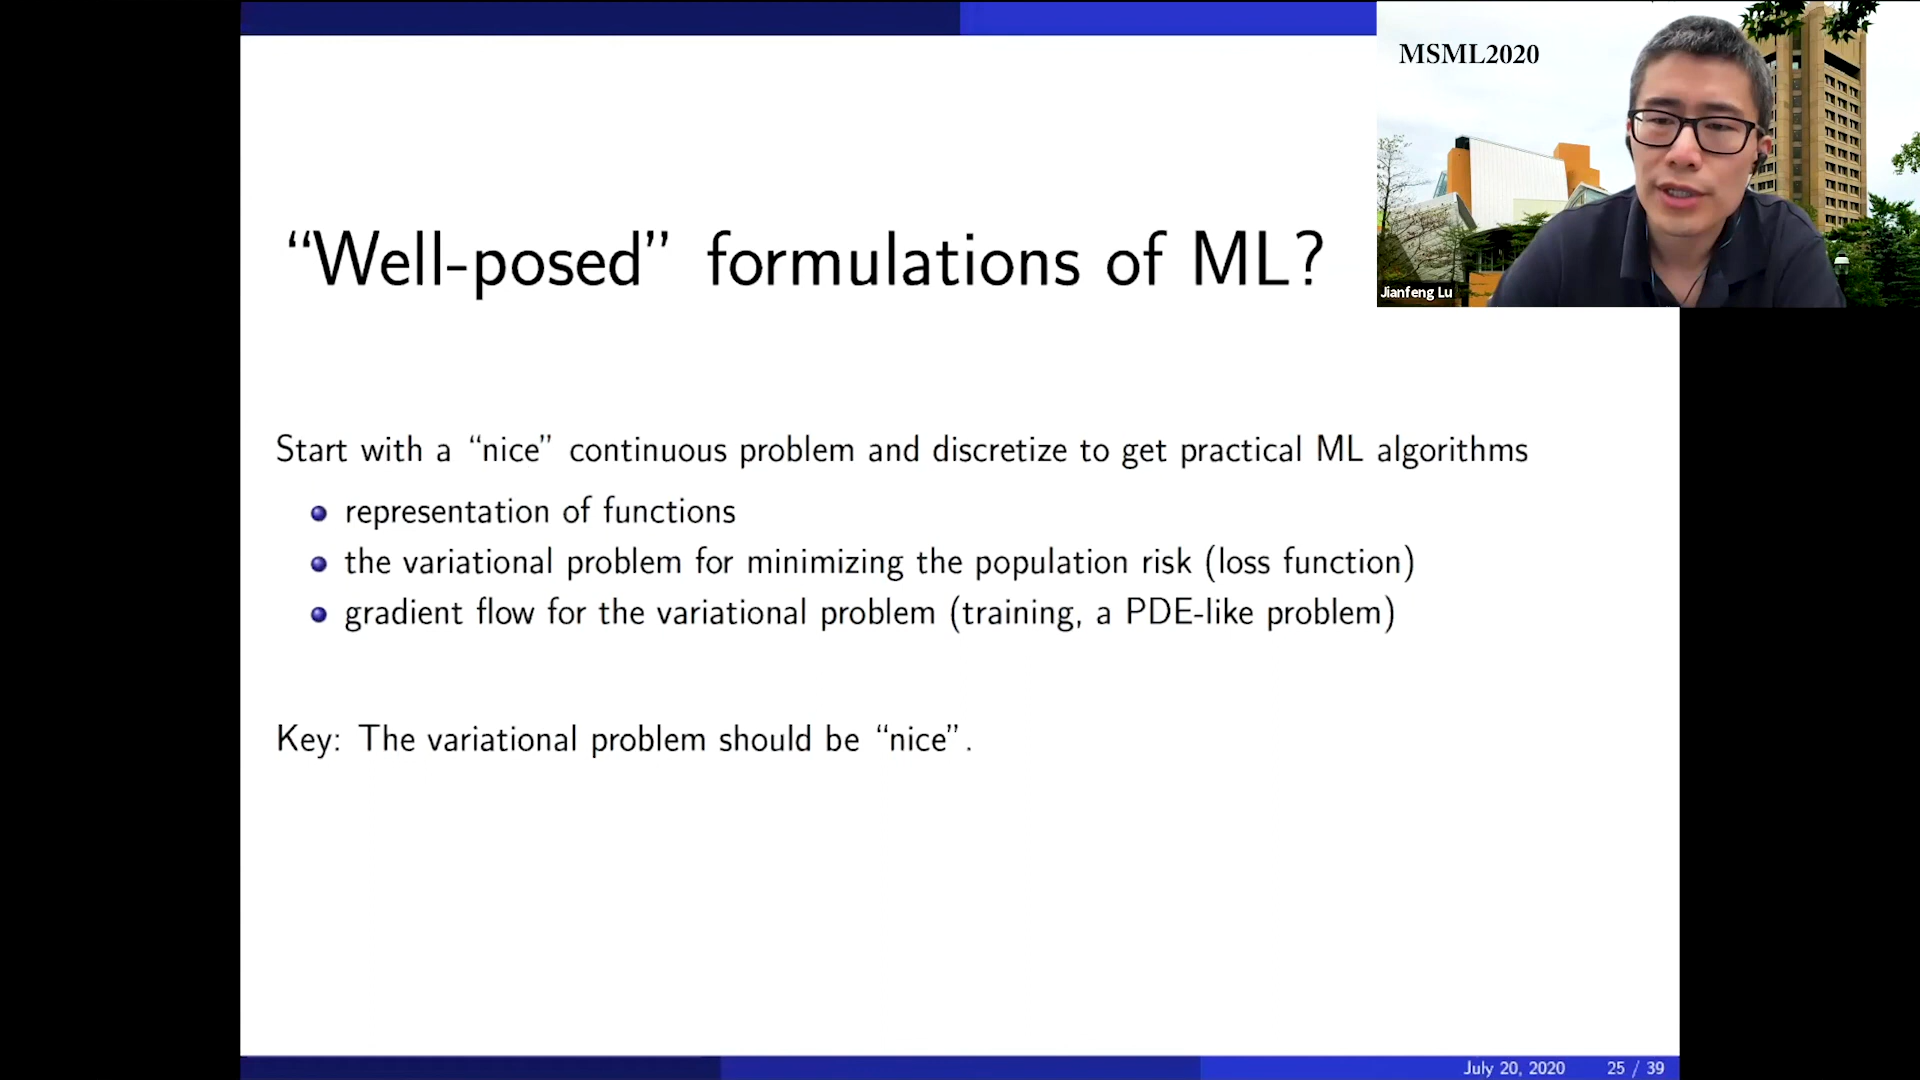 MSML2020
Jianfeng Lu
“Well-posed” formulations of ML?
Start with a “nice” continuous problem and discretize to get practical ML algorithms
representation of functions
the variational problem for minimizing the population risk (loss function)
gradient flow for the variational problem (training, a PDE-like problem)
Key: The variational problem should be “nice”.
July 20, 2020 25 / 39